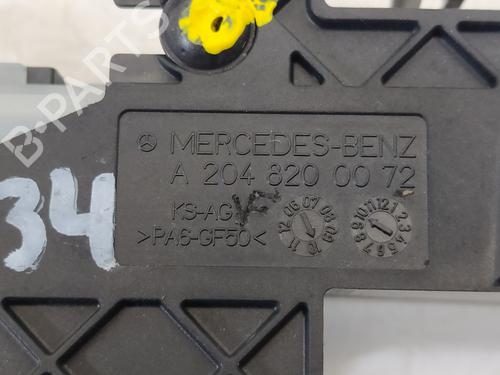 MERCEDES-BENZ
A 204 820 00 72
KS-AG
>PA6-GF50<
34
B-PARTS